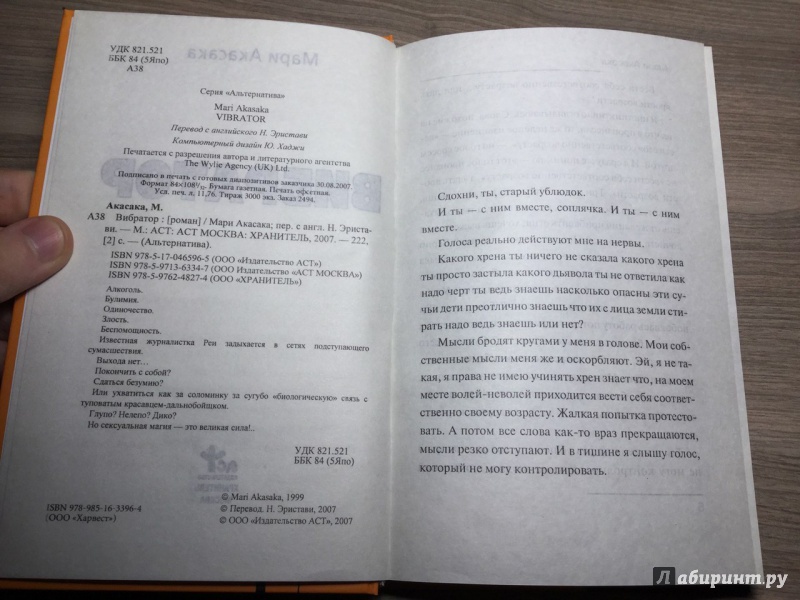 УДК 821.521
ББК 84 (5Япо)
А38
Серия «Альтернатива»
Mari Akasaka
VIBRATOR
Перевод с английского Н. Эристави
Компьютерный дизайн Ю. Хаджи
Печатается с разрешения автора и литературного агентства
The Wylie Agency (UK) Ltd.
Подписано в печать с готовых диапозитивов заказчика 30.08.2007.
Формат 84×108¹/₃₂. Бумага газетная. Печать офсетная.
Усл. печ. л. 11,76. Тираж 3000 экз. Заказ 2494.
Акасака, М.
А38 Вибратор : [роман] / Мари Акасака; пер. с англ. Н. Эриста-
ви. — М.: АСТ: АСТ МОСКВА: ХРАНИТЕЛЬ, 2007. — 222,
[2] с. — (Альтернатива).
ISBN 978-5-17-046596-5 (ООО «Издательство АСТ»)
ISBN 978-5-9713-6334-7 (ООО Издательство «АСТ МОСКВА»)
ISBN 978-5-9762-4827-4 (ООО «ХРАНИТЕЛЬ»)
Алкоголь.
Булимия.
Одиночество.
Злость.
Беспомощность.
Известная журналистка Реи задыхается в сетях подступающего
сумасшествия.
Выхода нет...
Покончить с собой?
Сдаться безумию?
Или ухватиться как за соломинку за сугубо «биологическую» связь с
туповатым красавцем-дальнобойщиком.
Глупо? Нелепо? Дико?
Но сексуальная магия — это великая сила!..
УДК 821.521
ББК 84 (5Япо)
© Mari Akasaka, 1999
ISBN 978-985-16-3396-4
© Перевод. Н. Эристави, 2007
(ООО «Харвест»)
© ООО «Издательство АСТ», 2007
Сдохни, ты, старый ублюдок.
И ты — с ним вместе, соплячка. И ты — с ним
вместе.
Голоса реально действуют мне на нервы.
Какого хрена ты ничего не сказала какого хрена
ты просто застыла какого дьявола ты не ответила как
надо черт ты ведь знаешь насколько опасны эти су-
чьи дети преотлично знаешь что их с лица земли сти-
рать надо ведь знаешь или нет?
Мысли бродят кругами у меня в голове. Мои соб-
ственные мысли меня же и оскорбляют. Эй, я не та-
кая, я права не имею учинять хрен знает что, на моем
месте волей-неволей приходится вести себя соответ-
ственно своему возрасту. Жалкая попытка протесто-
вать. А потом все слова как-то враз прекращаются,
мысли резко отступают. И в тишине я слышу голос,
который не могу контролировать.
Лабиринт.ру